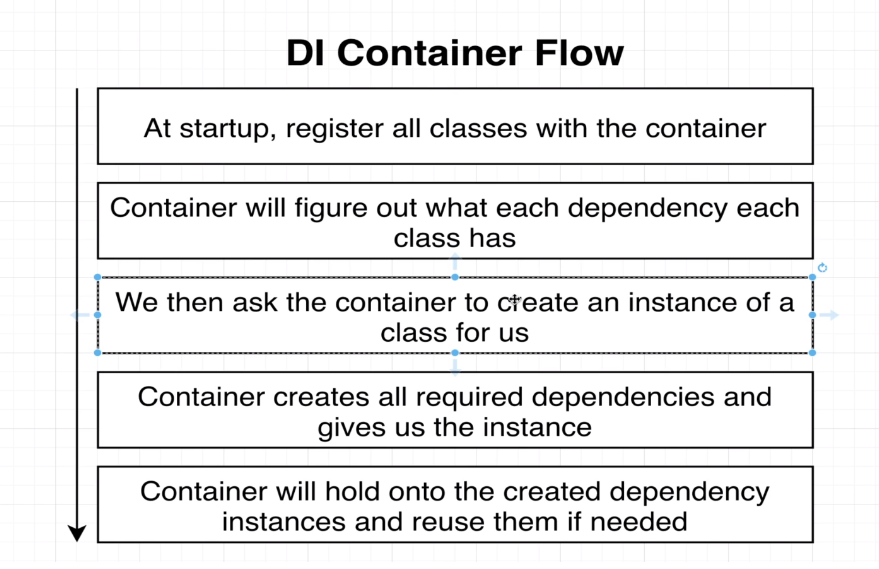 DI Container Flow
At startup, register all classes with the container
Container will figure out what each dependency each
class has
We then ask the container to create an instance of a
class for us
Container creates all required dependencies and
gives us the instance
Container will hold onto the created dependency
instances and reuse them if needed